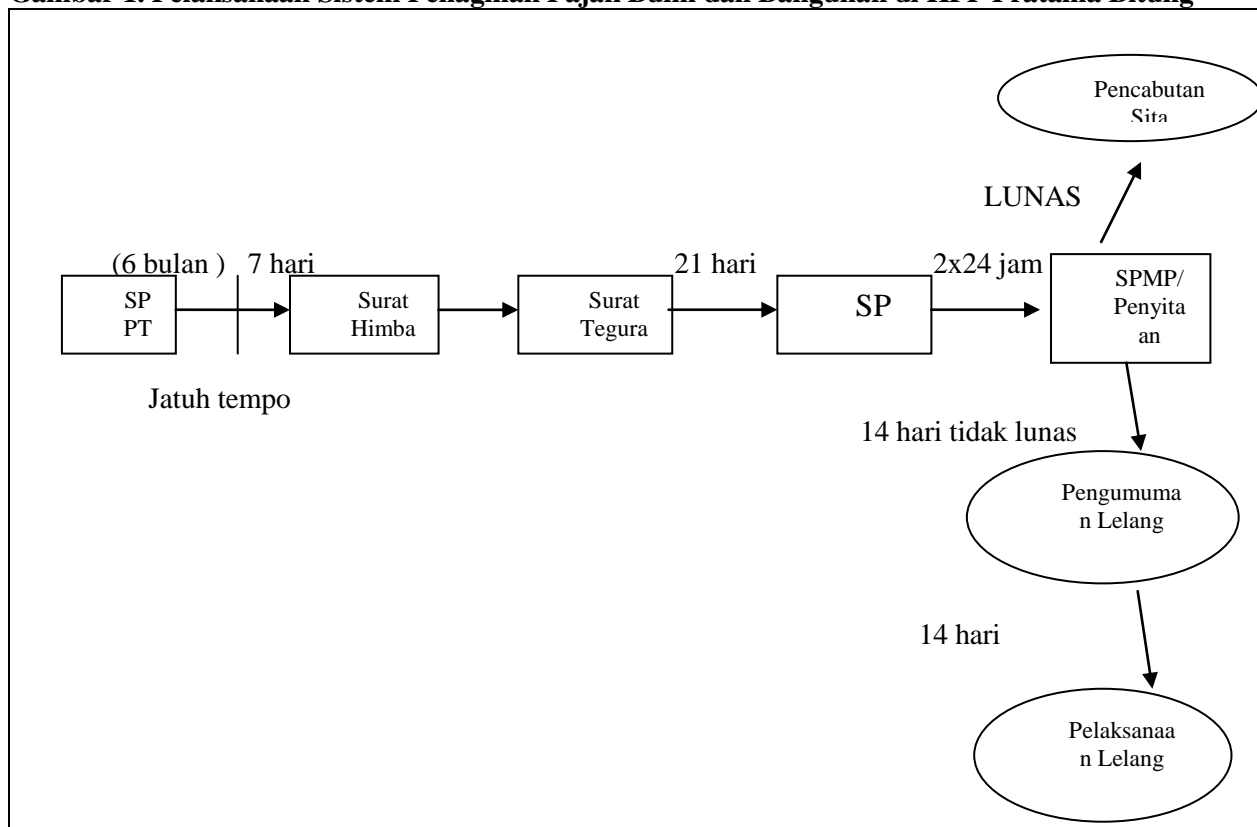 Gambar 1. Pelaksanaan Sistem Penagihan Pajak Bumi dan Bangunan di KPP Pratama Bitung
Pencabutan
Sita
LUNAS
(6 bulan ) 7 hari
21 hari
2x24 jam
SP
PT
Surat
Himba
Surat
Tegura
SP
SPMP/
Penyita
an
Jatuh tempo
14 hari tidak lunas
Pengumuma
n Lelang
14 hari
Pelaksanaa
n Lelang